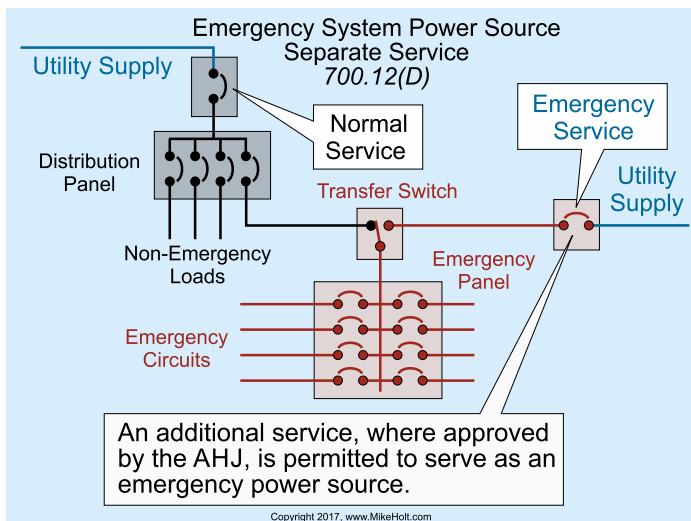 Emergency System Power Source
Separate Service
700.12(D)
Utility Supply
Normal
Service
Emergency
Service
Distribution
Panel
Transfer Switch
Utility
Supply
Non-Emergency
Loads
Emergency
Panel
Emergency
Circuits
An additional service, where approved
by the AHJ, is permitted to serve as an
emergency power source.
Copyright 2017, www.MikeHolt.com